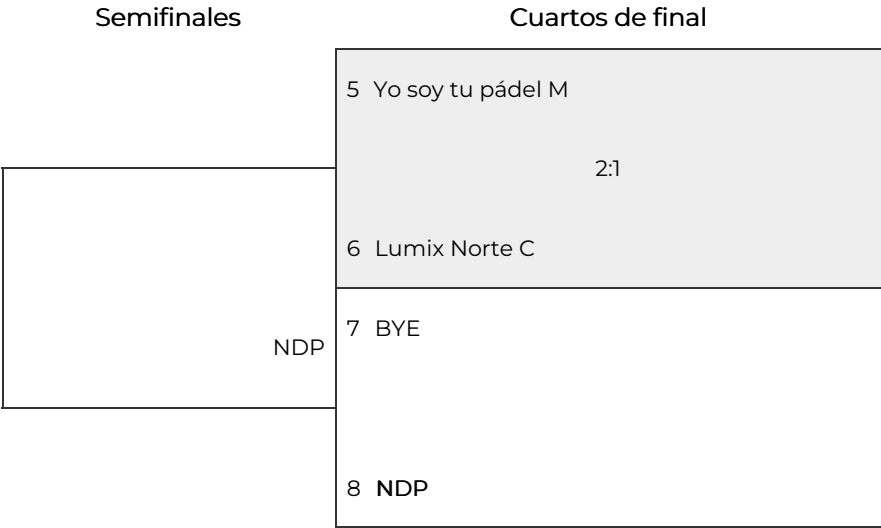 Semifinales
Cuartos de final
5 Yo soy tu pádel M
2:1
6 Lumix Norte C
7 BYE
NDP
8 NDP